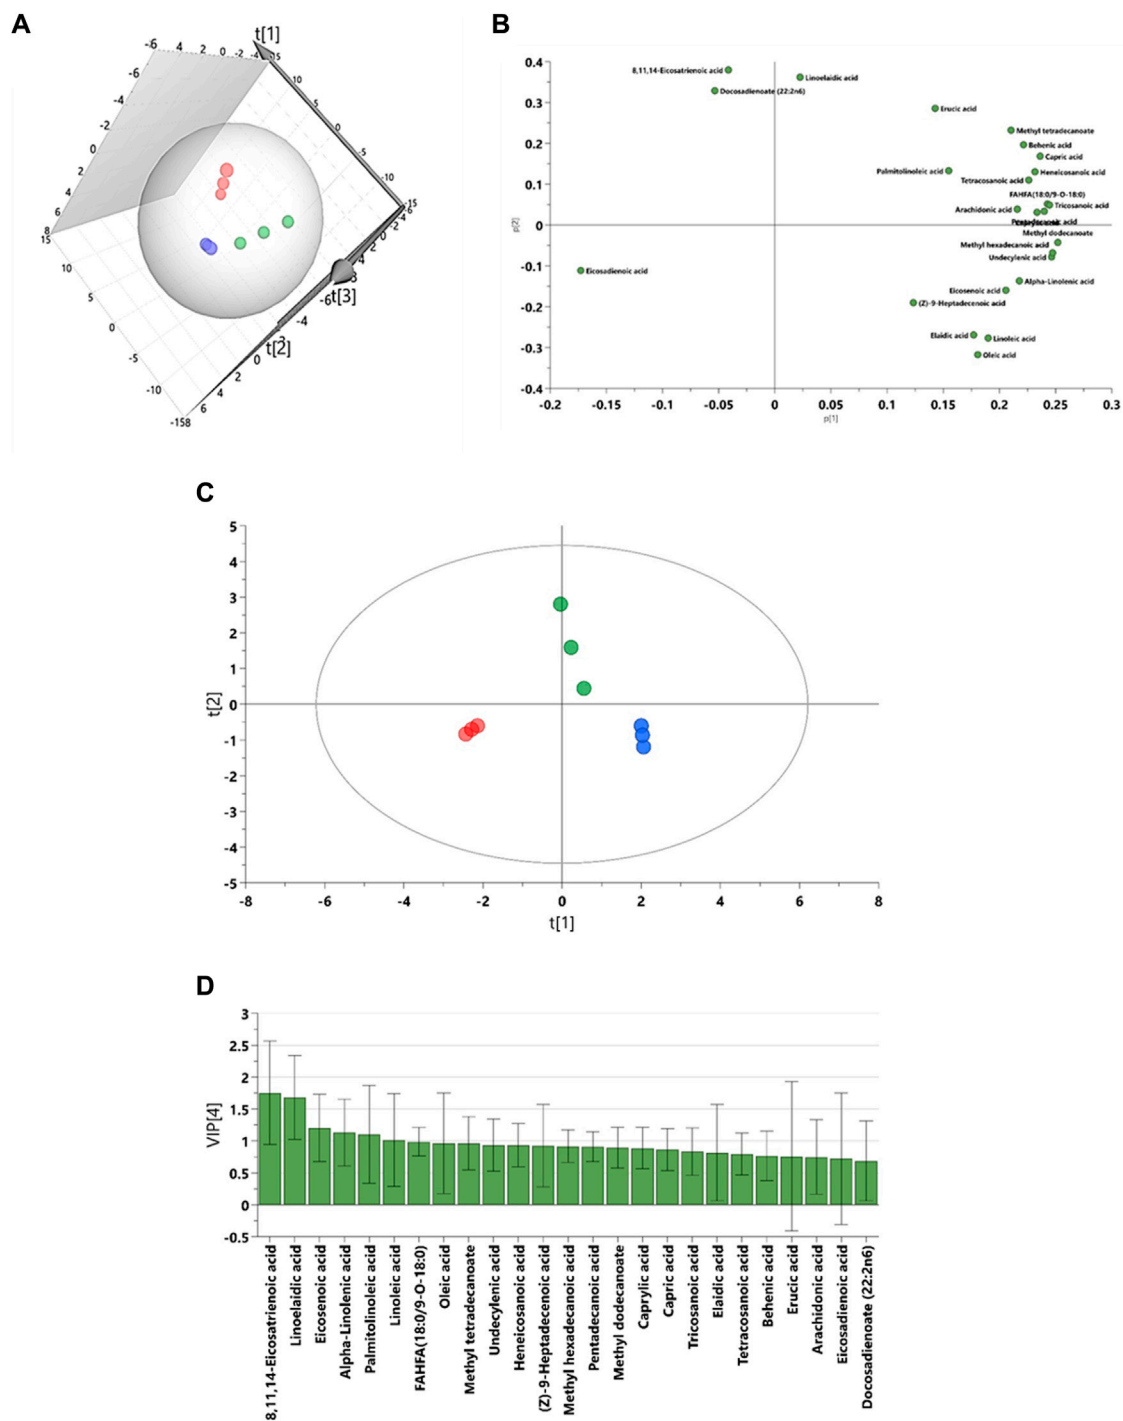 A
B
t[1]
-6 4 2 0 -2 -4 -15
-6
-4
-2
0
2
4
6
15
10
5
0
-5
-10
-15
-2
-4
t[3]
-6
-4
t[2]
0
2
4
6
10
5
0
-5
-10
-158
0.4
0.3
0.2
0.1
0
-0.1
-0.2
-0.3
-0.4
p[2]
8,11,14-Eicosatrienoic acid
Linoelaidic acid
Docosadienoate (22:2n6)
Erucic acid
Methyl tetradecanoate
Behenic acid
Capric acid
Palmitolinoleic acid
Heneicosanoic acid
Tetracosanoic acid
FAHFA(18:0/9-O-18:0)
Arachidonic acid
Tricosanoic acid
Methyl dodecanoate
Methyl hexadecanoic acid
Undecylenic acid
Eicosadienoic acid
Alpha-Linolenic acid
Eicosenoic acid
(Z)-9-Heptadecenoic acid
Elaidic acid
Linoleic acid
Oleic acid
-0.2 -0.15 -0.1 -0.05 0 0.05 0.1 0.15 0.2 0.25 0.3
p[1]
C
5
4
3
2
1
0
-1
-2
-3
-4
-5
t[2]
-8 -6 -4 -2 0 2 4 6 8
t[1]
D
3
2.5
2
1.5
1
0.5
0
-0.5
VIP[4]
8,11,14-Eicosatrienoic acid
Linoelaidic acid
Eicosenoic acid
Alpha-Linolenic acid
Palmitolinoleic acid
Linoleic acid
FAHFA(18:0/9-O-18:0)
Oleic acid
Methyl tetradecanoate
Undecylenic acid
Heneicosanoic acid
(Z)-9-Heptadecenoic acid
Methyl hexadecanoic acid
Pentadecanoic acid
Methyl dodecanoate
Caprylic acid
Capric acid
Tricosanoic acid
Elaidic acid
Tetracosanoic acid
Behenic acid
Erucic acid
Arachidonic acid
Eicosadienoic acid
Docosadienoate (22:2n6)